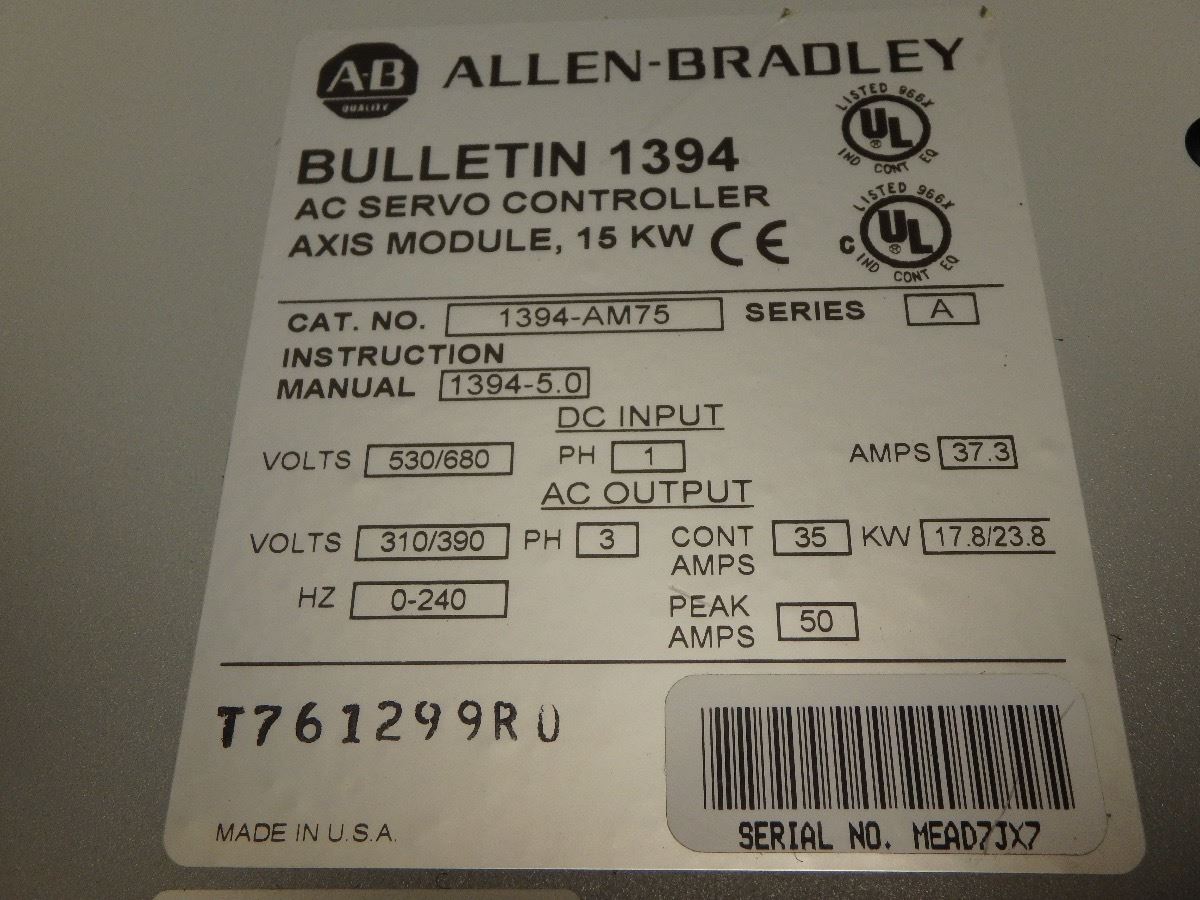 A-B ALLEN-BRADLEY
QUALITY
LISTED 966X
UL
®
IND CONT EQ
BULLETIN 1394
AC SERVO CONTROLLER
AXIS MODULE, 15 KW CE
LISTED 966X
C UL
®
IND CONT EQ
CAT. NO. 1394-AM75 SERIES A
INSTRUCTION
MANUAL 1394-5.0
DC INPUT
VOLTS 530/680 PH 1 AMPS 37.3
AC OUTPUT
VOLTS 310/390 PH 3 CONT AMPS 35 KW 17.8/23.8
HZ 0-240 PEAK AMPS 50
T761299R0
MADE IN U.S.A.
SERIAL NO. MEAD7JX7